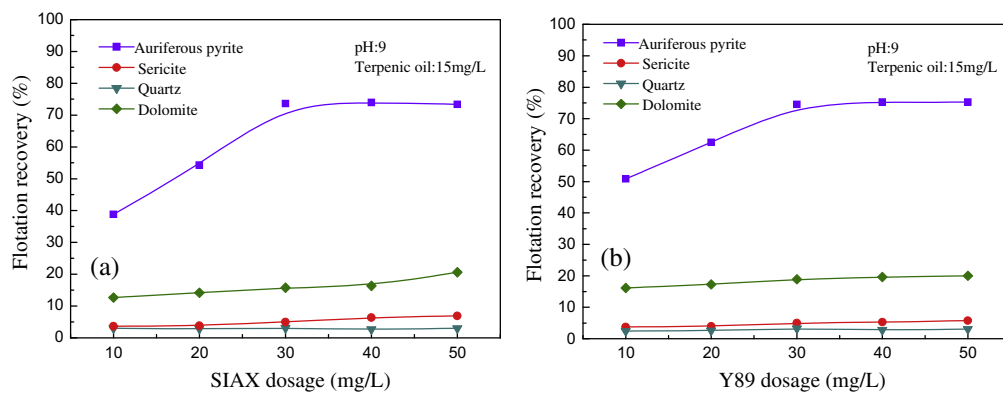 100
90
80
70
60
50
40
30
20
10
0
Flotation recovery (%)
Auriferous pyrite
Sericite
Quartz
Dolomite
pH:9
Terpenic oil:15mg/L
(a)
10 20 30 40 50
SIAX dosage (mg/L)
100
90
80
70
60
50
40
30
20
10
0
Flotation recovery (%)
Auriferous pyrite
Sericite
Quartz
Dolomite
pH:9
Terpenic oil:15mg/L
(b)
10 20 30 40 50
Y89 dosage (mg/L)